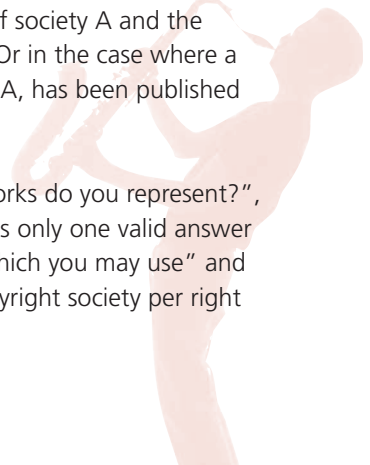 f society A and the
Or in the case where a
A, has been published
orks do you represent?”,
s only one valid answer
hich you may use” and
yright society per right